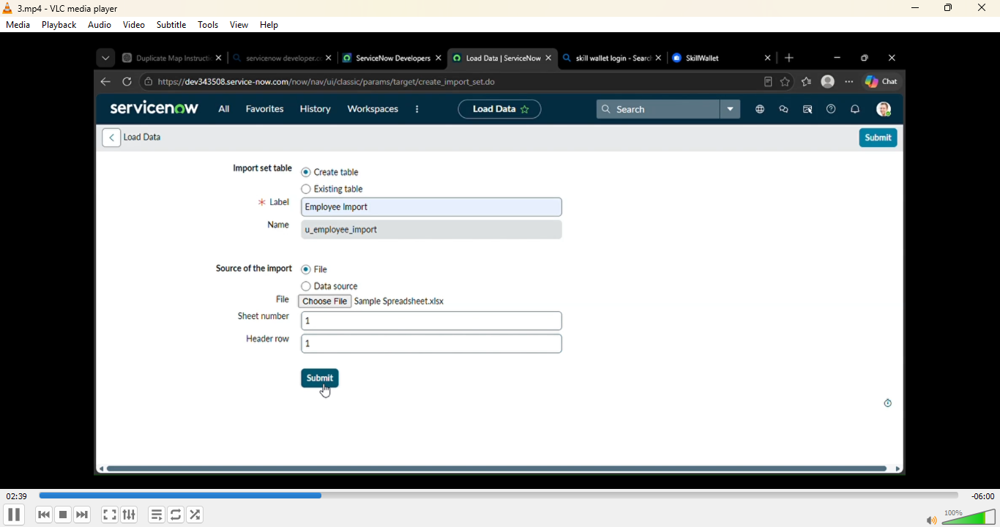 3.mp4 - VLC media player
Media Playback Audio Video Subtitle Tools View Help
Duplicate Map Instructi servicenow developer.c ServiceNow Developers Load Data | ServiceNow skill wallet login - Search SkillWallet
https://dev343508.service-now.com/now/nav/ui/classic/params/target/create_import_set.do Chat
servicenow All Favorites History Workspaces Load Data Search
Load Data Submit
Import set table Create table
Existing table
* Label Employee Import
Name u_employee_import
Source of the import File
Data source
File Choose File Sample Spreadsheet.xlsx
Sheet number 1
Header row 1
Submit
02:39 -06:00
100%